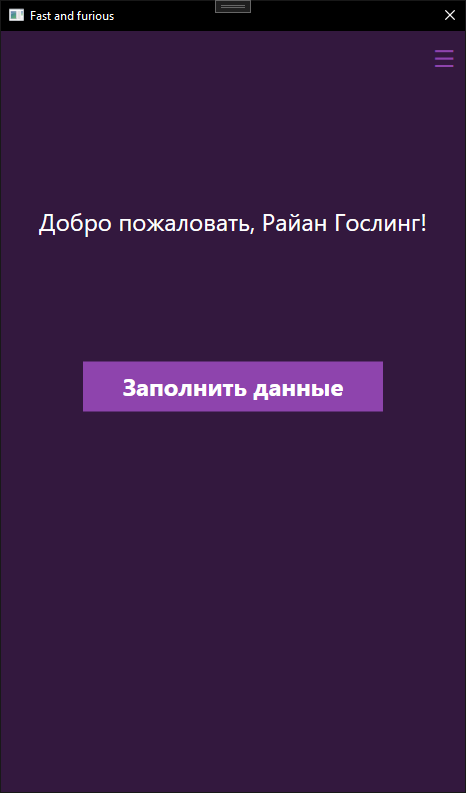 Fast and furious
Добро пожаловать, Райан Гослинг!
Заполнить данные